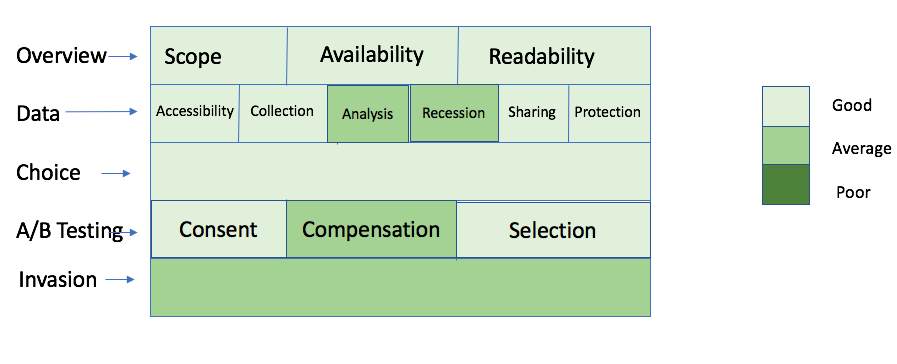 Overview
Scope
Availability
Readability
Data
Accessibility
Collection
Analysis
Recession
Sharing
Protection
Choice
A/B Testing
Consent
Compensation
Selection
Invasion
Good
Average
Poor